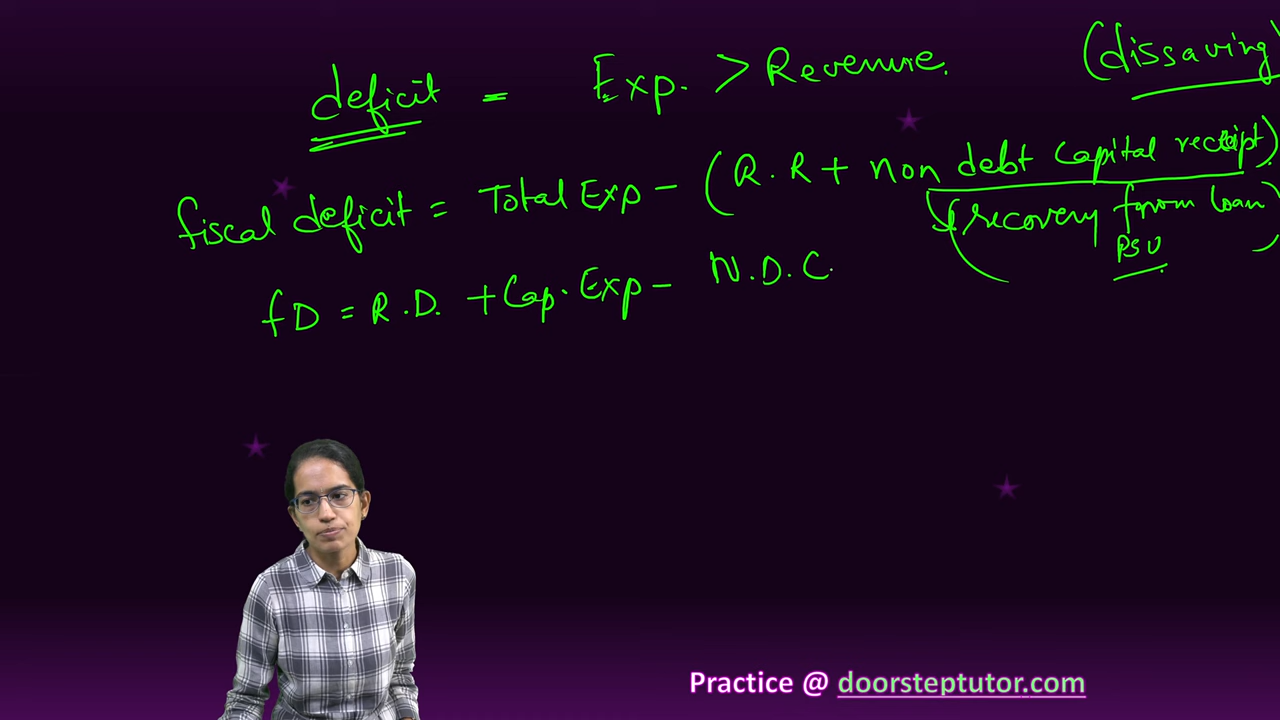 deficit = Exp. > Revenue. (dissaving)
fiscal deficit = Total Exp - (R.R + non debt Capital receipt)
(recovery from loan)
PSU
fD = R.D. + Cap. Exp - N.D.C.
Practice @ doorsteptutor.com